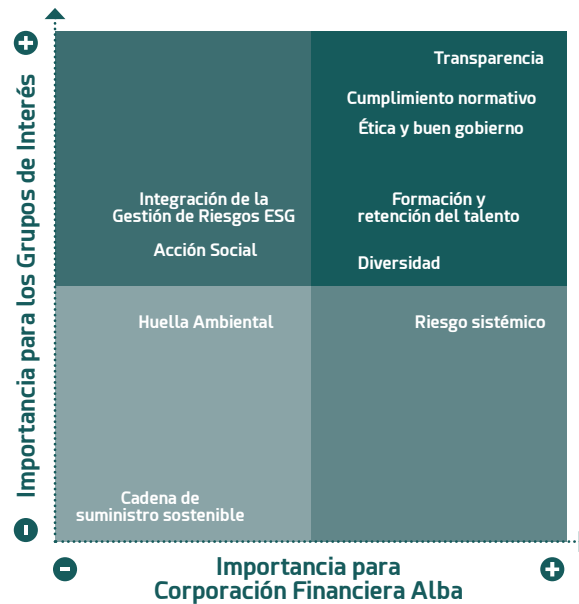 Importancia para los Grupos de Interés
Transparencia
Cumplimiento normativo
Ética y buen gobierno
Integración de la
Gestión de Riesgos ESG
Formación y
retención del talento
Acción Social
Diversidad
Huella Ambiental
Riesgo sistémico
Cadena de
suministro sostenible
Importancia para
Corporación Financiera Alba